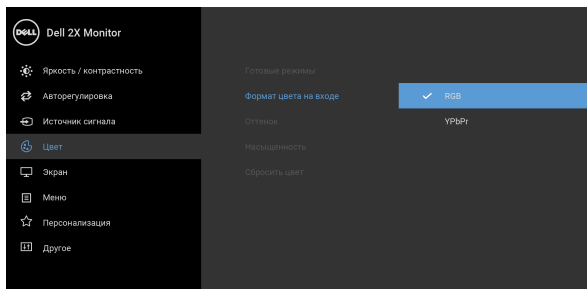 DELL
Dell 2X Monitor
Яркость / контрастность
Авторегулировка
Источник сигнала
Цвет
Экран
Меню
Персонализация
Другое
Готовые режимы
Формат цвета на входе
Оттенок
Насыщенность
Сбросить цвет
RGB
YPbPr